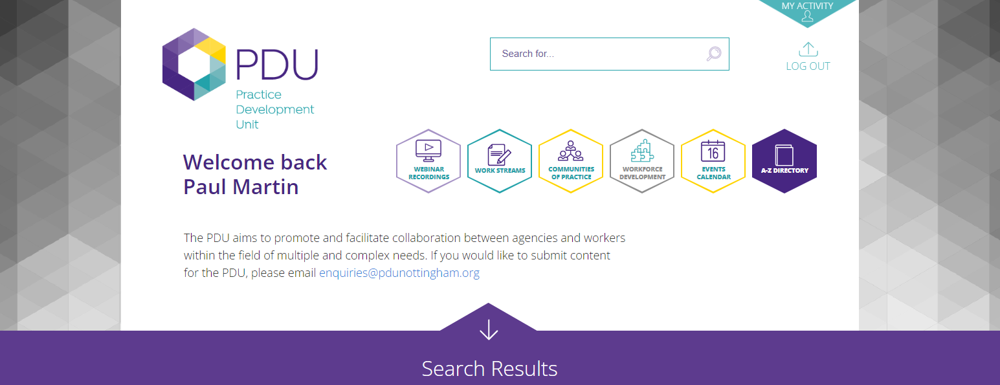 MY ACTIVITY
PDU
Practice
Development
Unit
Search for...
LOG OUT
Welcome back
Paul Martin
WEBINAR
RECORDINGS
WORK STREAMS
COMMUNITIES
OF PRACTICE
WORKFORCE
DEVELOPMENT
16
EVENTS
CALENDAR
A-Z DIRECTORY
The PDU aims to promote and facilitate collaboration between agencies and workers
within the field of multiple and complex needs. If you would like to submit content
for the PDU, please email enquiries@pdunottingham.org
Search Results